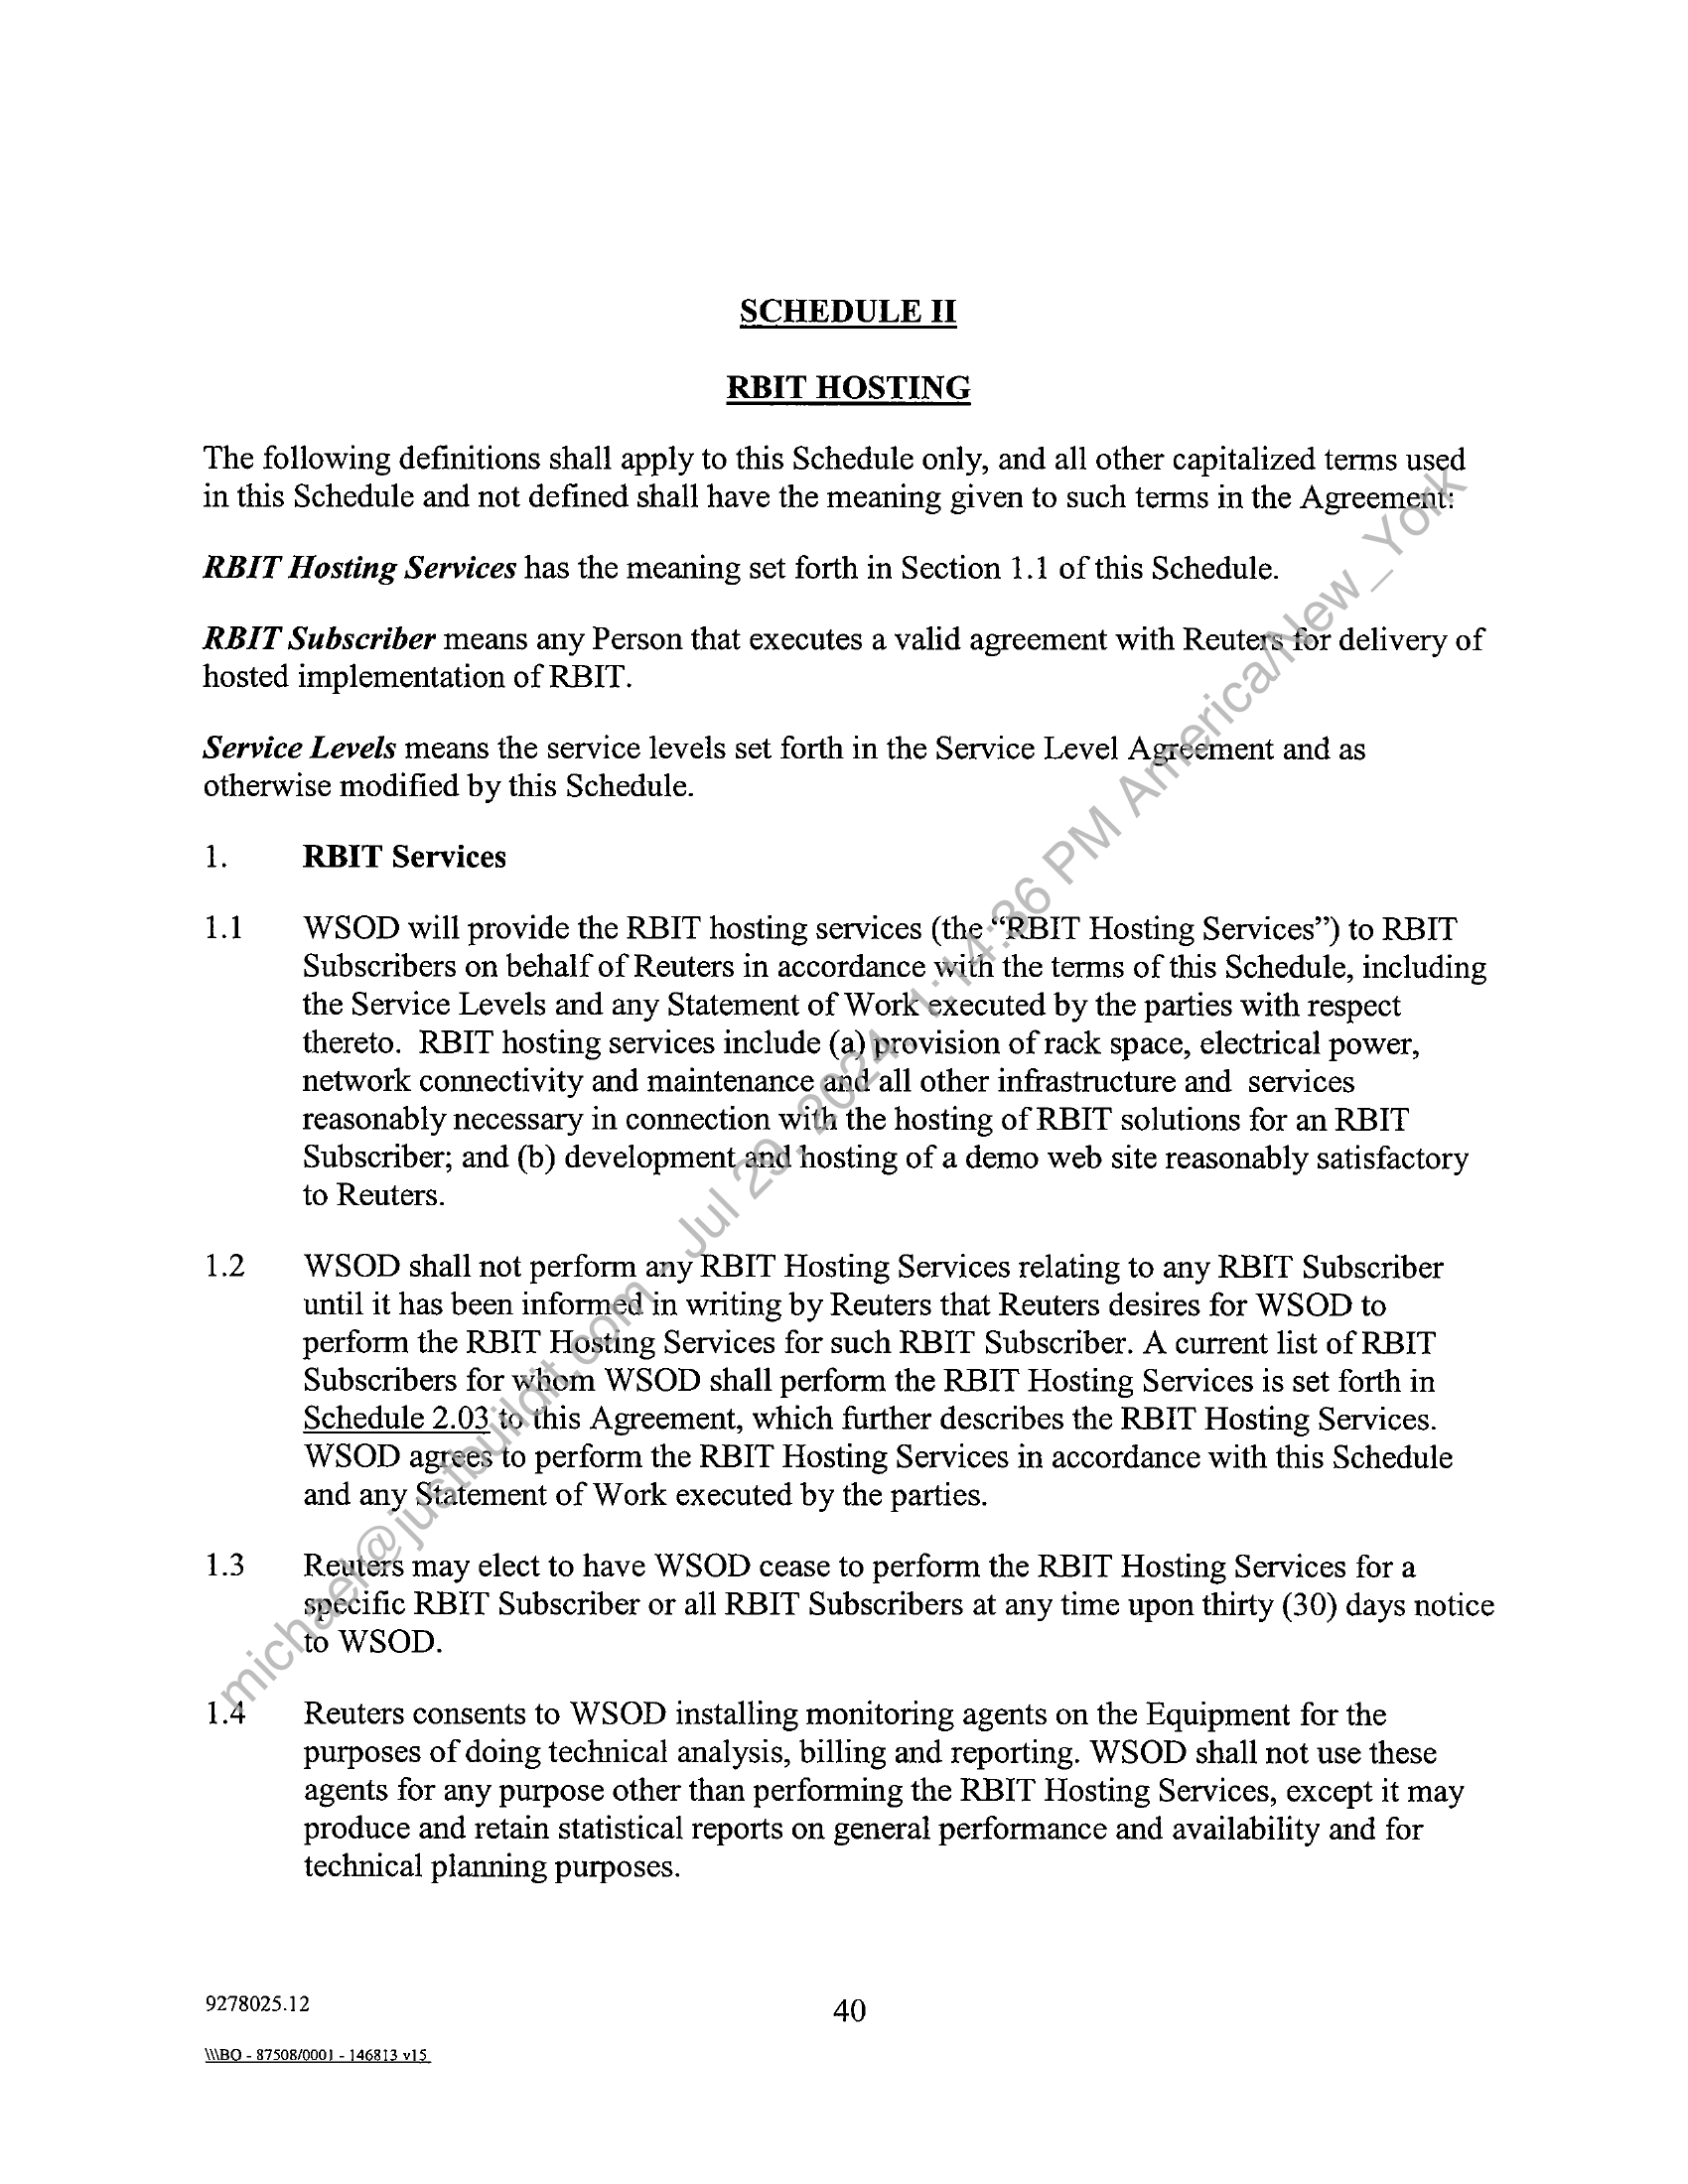 SCHEDULE II
RBIT HOSTING
The following definitions shall apply to this Schedule only, and all other capitalized terms used
in this Schedule and not defined shall have the meaning given to such terms in the Agreement:
RBIT Hosting Services has the meaning set forth in Section 1.1 of this Schedule.
RBIT Subscriber means any Person that executes a valid agreement with Reuters for delivery of
hosted implementation of RBIT.
Service Levels means the service levels set forth in the Service Level Agreement and as
otherwise modified by this Schedule.
1. RBIT Services
1.1 WSOD will provide the RBIT hosting services (the “RBIT Hosting Services”) to RBIT
Subscribers on behalf of Reuters in accordance with the terms of this Schedule, including
the Service Levels and any Statement of Work executed by the parties with respect
thereto. RBIT hosting services include (a) provision of rack space, electrical power,
network connectivity and maintenance and all other infrastructure and services
reasonably necessary in connection with the hosting of RBIT solutions for an RBIT
Subscriber; and (b) development and hosting of a demo web site reasonably satisfactory
to Reuters.
1.2 WSOD shall not perform any RBIT Hosting Services relating to any RBIT Subscriber
until it has been informed in writing by Reuters that Reuters desires for WSOD to
perform the RBIT Hosting Services for such RBIT Subscriber. A current list of RBIT
Subscribers for whom WSOD shall perform the RBIT Hosting Services is set forth in
Schedule 2.03 to this Agreement, which further describes the RBIT Hosting Services.
WSOD agrees to perform the RBIT Hosting Services in accordance with this Schedule
and any Statement of Work executed by the parties.
1.3 Reuters may elect to have WSOD cease to perform the RBIT Hosting Services for a
specific RBIT Subscriber or all RBIT Subscribers at any time upon thirty (30) days notice
to WSOD.
1.4 Reuters consents to WSOD installing monitoring agents on the Equipment for the
purposes of doing technical analysis, billing and reporting. WSOD shall not use these
agents for any purpose other than performing the RBIT Hosting Services, except it may
produce and retain statistical reports on general performance and availability and for
technical planning purposes.
9278025.12
40
\\\BO - 87508/0001 - 146813 v15
michael@justbuildit.com - Jul 29, 2024 1:14:36 PM America/New_York